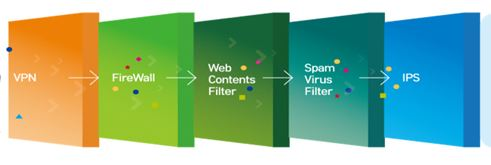 VPN
FireWall
Web
Contents
Filter
Spam
Virus
Filter
IPS